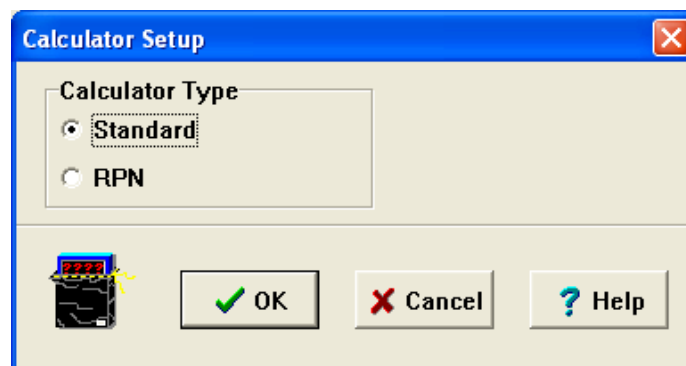 Calculator Setup
Calculator Type
Standard
RPN
????
OK Cancel Help